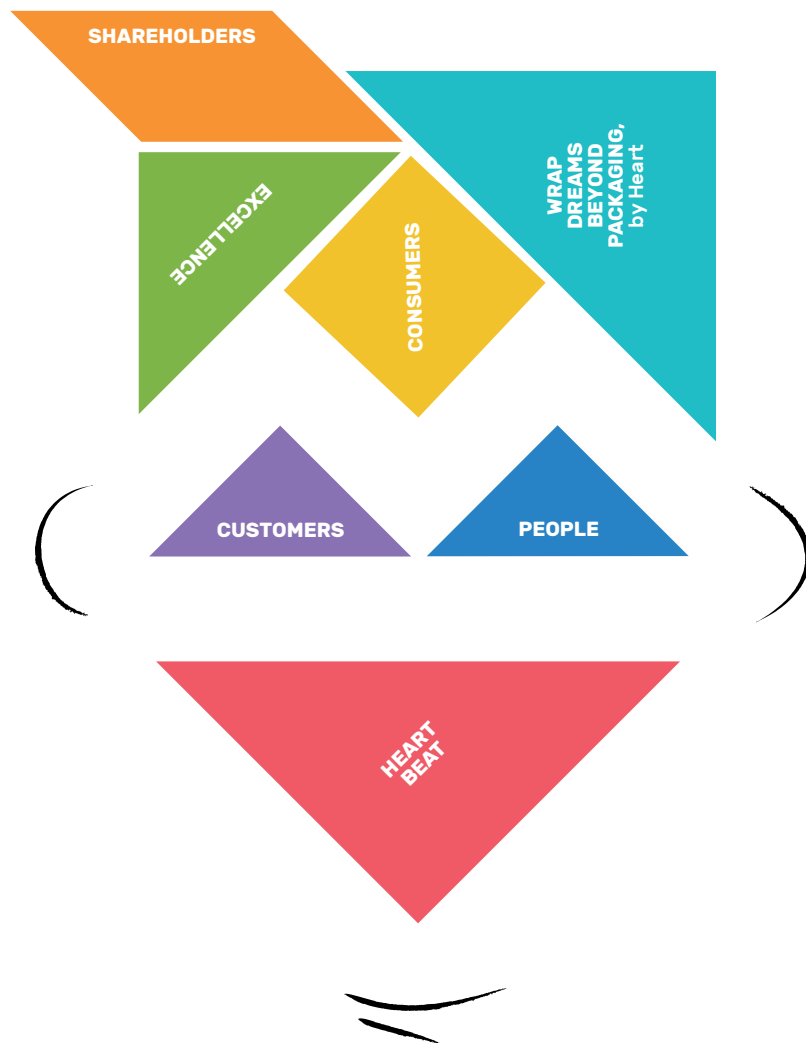 SHAREHOLDERS
WRAP
DREAMS
BEYOND
PACKAGING,
by Heart
EXCELLENCE
CONSUMERS
CUSTOMERS
PEOPLE
HEART
BEAT